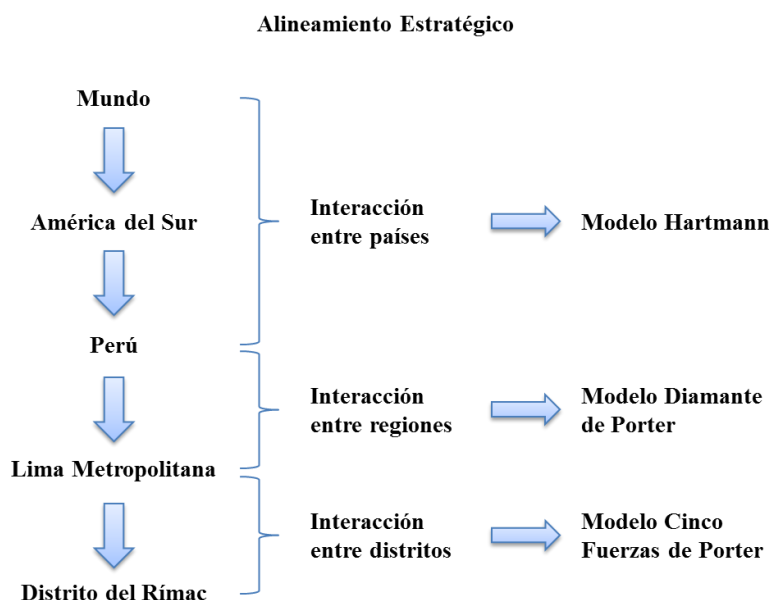 Alineamiento Estratégico
Mundo
América del Sur
Interacción
entre países
Modelo Hartmann
Perú
Interacción
entre regiones
Modelo Diamante
de Porter
Lima Metropolitana
Interacción
entre distritos
Modelo Cinco
Fuerzas de Porter
Distrito del Rímac